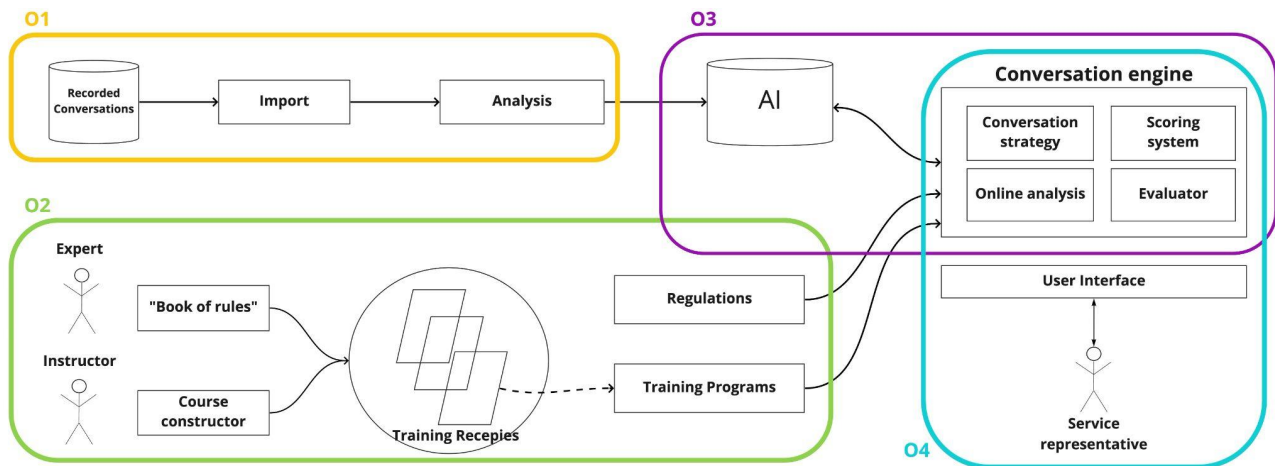 O1
Recorded
Conversations
Import
Analysis
O3
AI
Conversation engine
Conversation
strategy
Scoring
system
Online analysis
Evaluator
O2
Expert
"Book of rules"
Instructor
Course
constructor
Training Recepies
Regulations
Training Programs
User Interface
Service
representative
O4